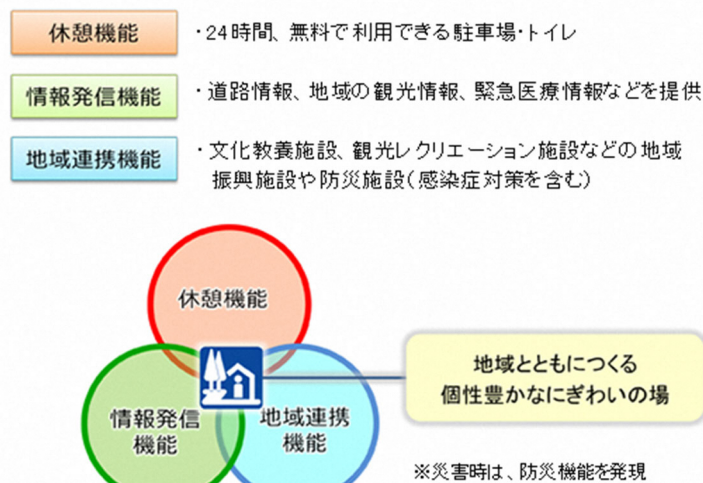 休憩機能
・24時間、無料で利用できる駐車場・トイレ
情報発信機能
・道路情報、地域の観光情報、緊急医療情報などを提供
地域連携機能
・文化教養施設、観光レクリエーション施設などの地域
振興施設や防災施設(感染症対策を含む)
休憩機能
情報発信
機能
地域連携
機能
地域とともにつくる
個性豊かなにぎわいの場
※災害時は、防災機能を発現